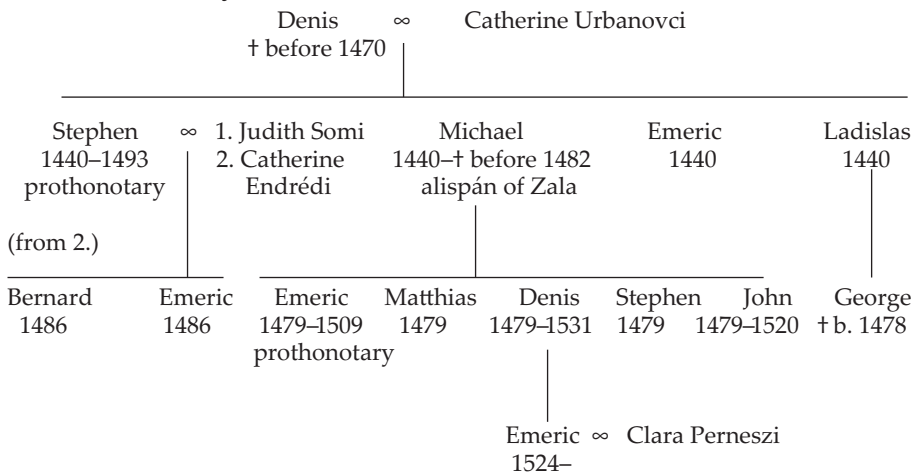 Denis ∞ Catherine Urbanovci
† before 1470
Stephen ∞ 1. Judith Somi Michael Emeric Ladislas
1440–1493 2. Catherine 1440–† before 1482 1440 1440
prothonotary Endrédi alispán of Zala
(from 2.)
Bernard Emeric Emeric Matthias Denis Stephen John George
1486 1486 1479–1509 1479 1479–1531 1479 1479–1520 † b. 1478
prothonotary
Emeric ∞ Clara Perneszi
1524–